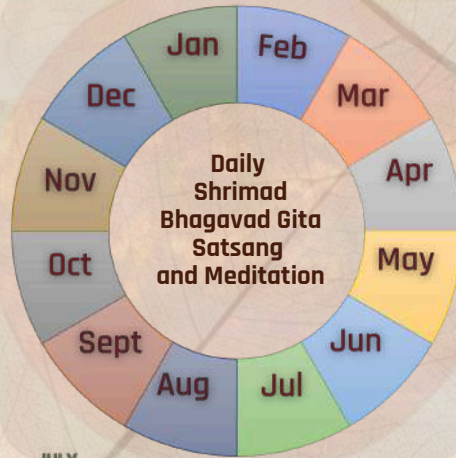 Jan
Feb
Mar
Apr
May
Jun
Jul
Aug
Sept
Oct
Nov
Dec
Daily
Shrimad
Bhagavad Gita
Satsang
and Meditation